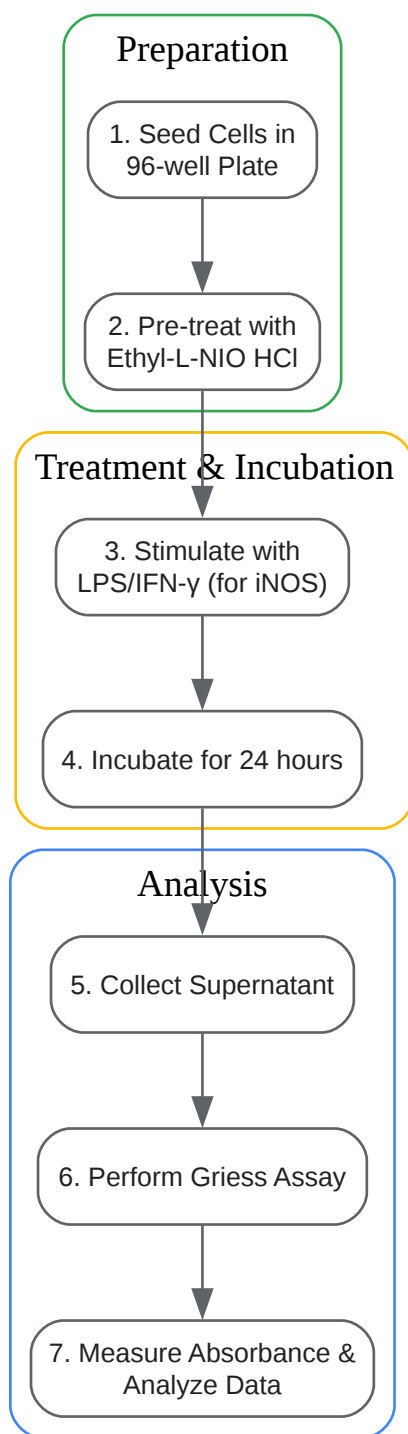 Preparation
1. Seed Cells in
96-well Plate
2. Pre-treat with
Ethyl-L-NIO HCl
Treatment & Incubation
3. Stimulate with
LPS/IFN-γ (for iNOS)
4. Incubate for 24 hours
Analysis
5. Collect Supernatant
6. Perform Griess Assay
7. Measure Absorbance &
Analyze Data